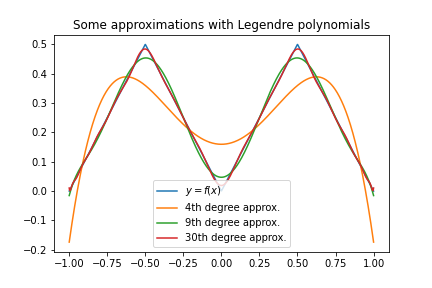 Some approximations with Legendre polynomials
0.5
0.4
0.3
0.2
0.1
0.0
−0.1
−0.2
y = f(x)
4th degree approx.
9th degree approx.
30th degree approx.
−1.00 −0.75 −0.50 −0.25 0.00 0.25 0.50 0.75 1.00